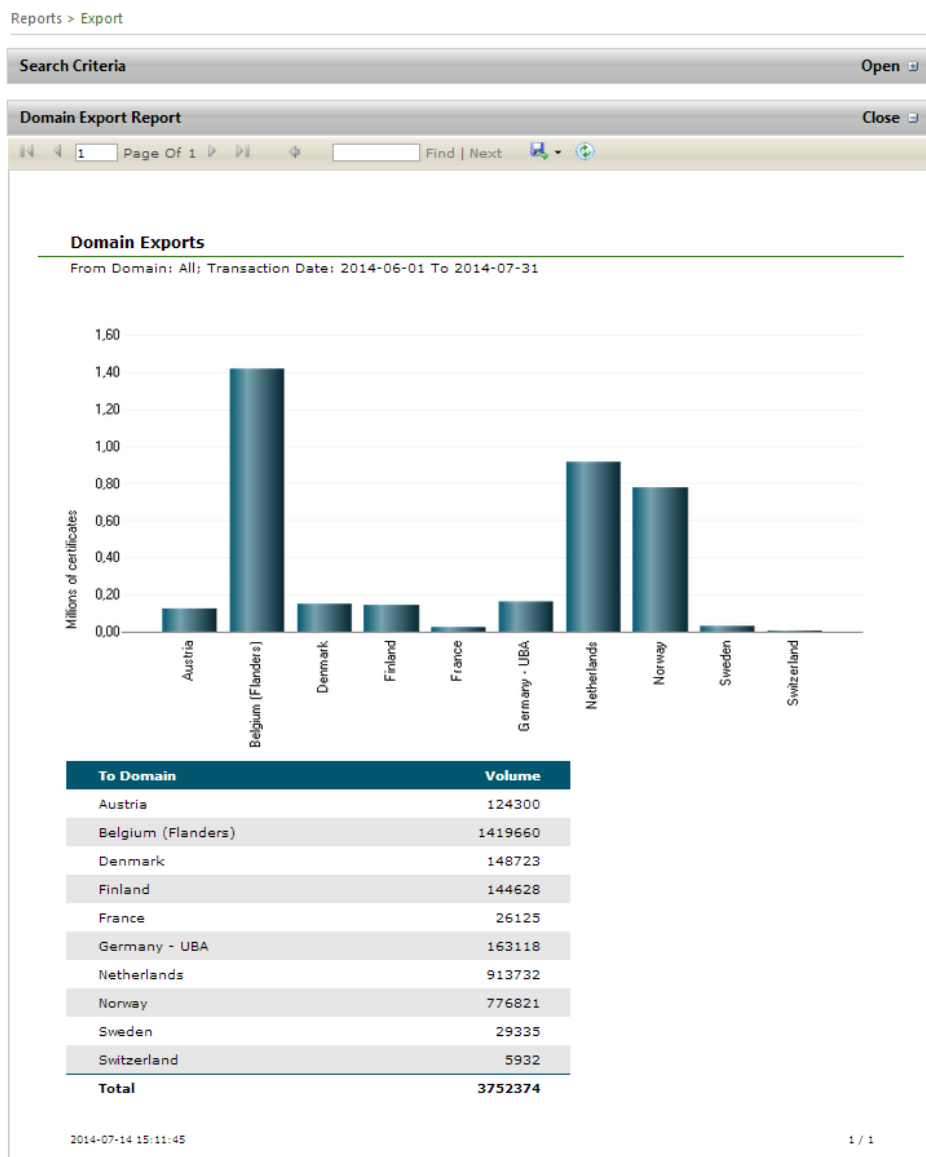 Reports > Export
Search Criteria Open
Domain Export Report Close
1 Page Of 1 Find | Next
Domain Exports
From Domain: All; Transaction Date: 2014-06-01 To 2014-07-31
Millions of certificates
1,60
1,40
1,20
1,00
0,80
0,60
0,40
0,20
0,00
Austria
Belgium (Flanders)
Denmark
Finland
France
Germany - UBA
Netherlands
Norway
Sweden
Switzerland
To Domain Volume
Austria 124300
Belgium (Flanders) 1419660
Denmark 148723
Finland 144628
France 26125
Germany - UBA 163118
Netherlands 913732
Norway 776821
Sweden 29335
Switzerland 5932
Total 3752374
2014-07-14 15:11:45 1 / 1